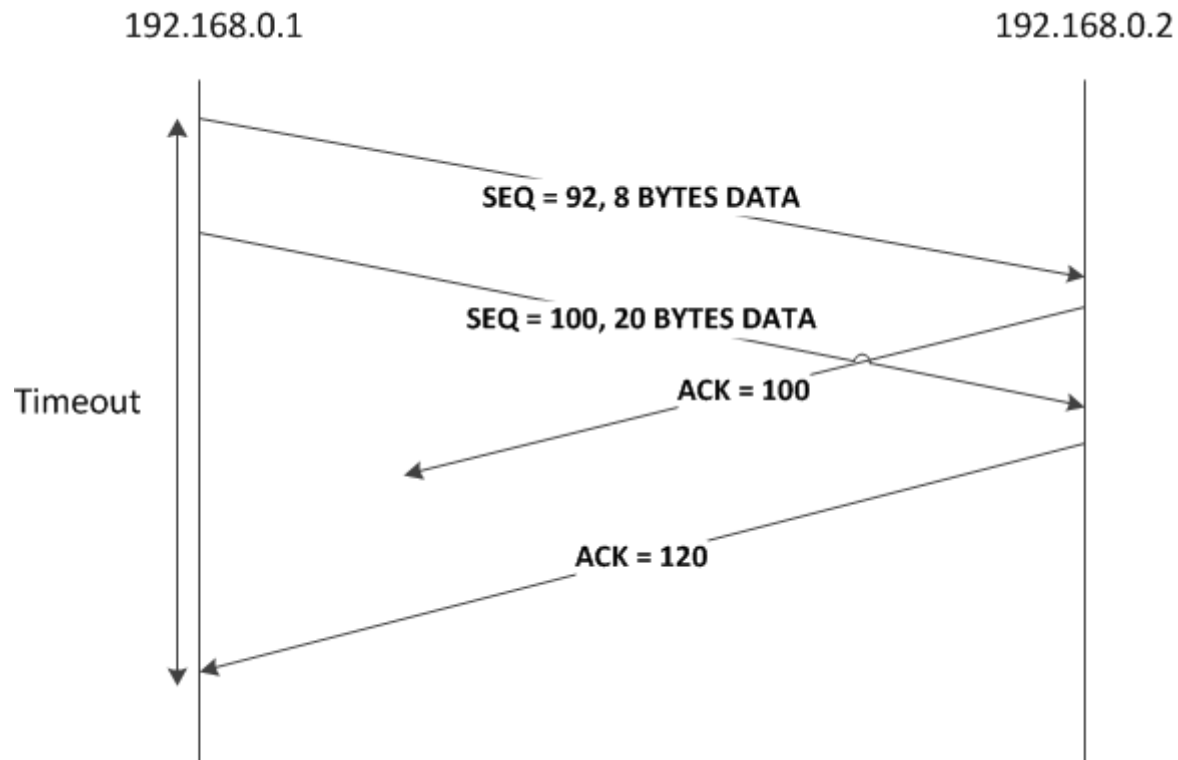 192.168.0.1
192.168.0.2
SEQ = 92, 8 BYTES DATA
SEQ = 100, 20 BYTES DATA
ACK = 100
Timeout
ACK = 120